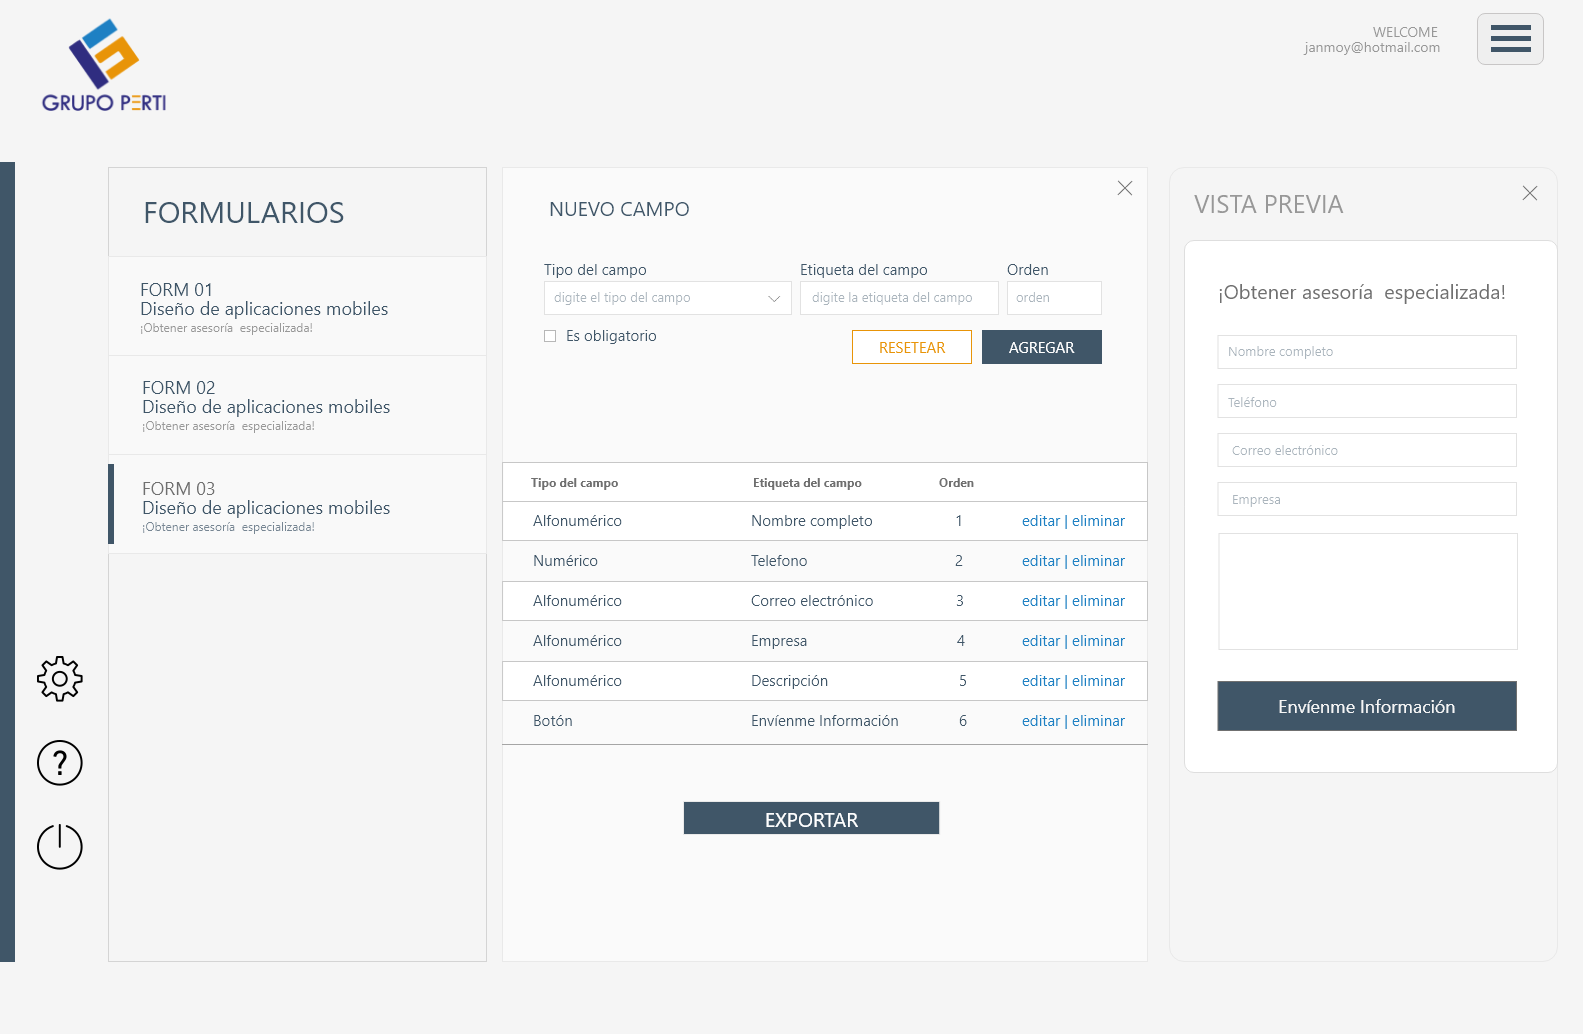 GRUPO PERTI
WELCOME
janmoy@hotmail.com
FORMULARIOS
FORM 01
Diseño de aplicaciones mobiles
¡Obtener asesoría  especializada!
FORM 02
Diseño de aplicaciones mobiles
¡Obtener asesoría  especializada!
FORM 03
Diseño de aplicaciones mobiles
¡Obtener asesoría  especializada!
?
NUEVO CAMPO
Tipo del campo Etiqueta del campo Orden
digite el tipo del campo digite la etiqueta del campo orden
Es obligatorio
RESETEAR AGREGAR
Tipo del campo Etiqueta del campo Orden
Alfonumérico Nombre completo 1 editar | eliminar
Numérico Telefono 2 editar | eliminar
Alfonumérico Correo electrónico 3 editar | eliminar
Alfonumérico Empresa 4 editar | eliminar
Alfonumérico Descripción 5 editar | eliminar
Botón Envíenme Información 6 editar | eliminar
EXPORTAR
VISTA PREVIA
¡Obtener asesoría  especializada!
Nombre completo
Teléfono
Correo electrónico
Empresa
Envíenme Información